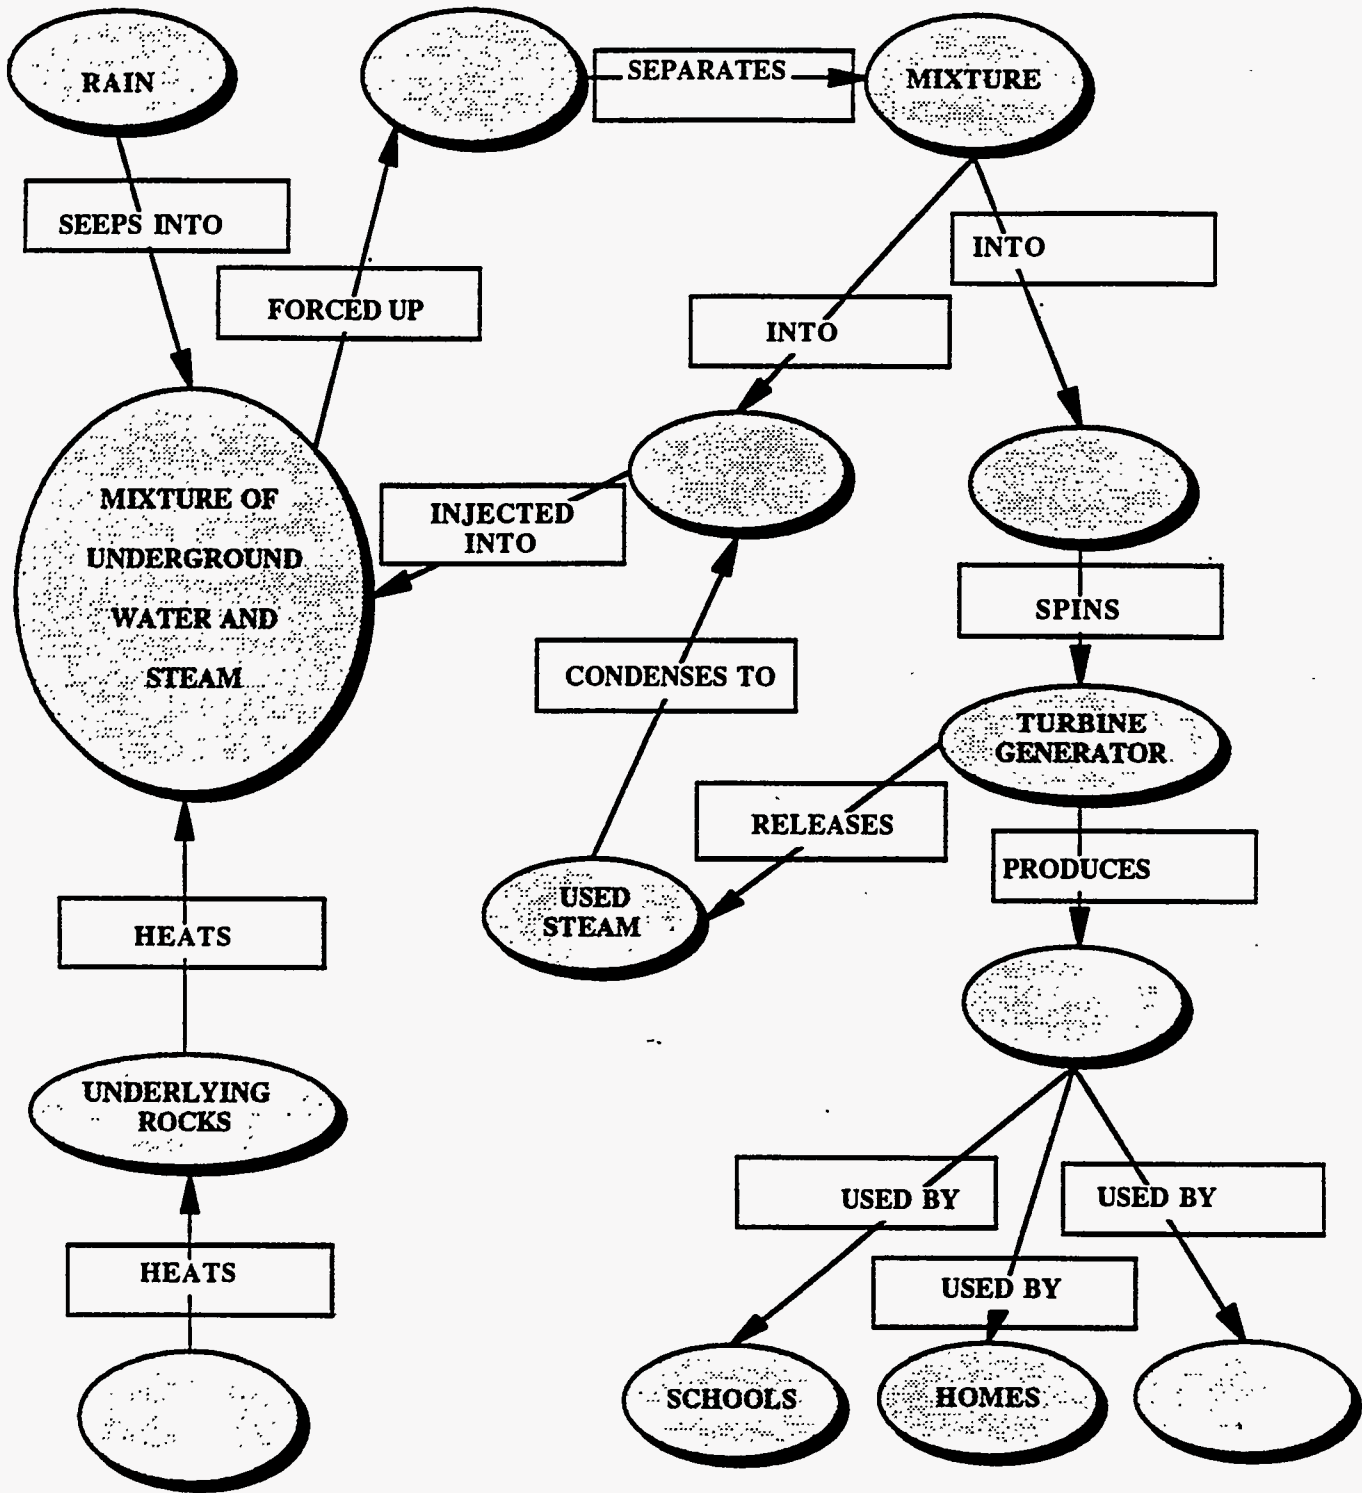 RAIN
SEPARATES
MIXTURE
SEEPS INTO
INTO
FORCED UP
INTO
MIXTURE OF
UNDERGROUND
WATER AND
STEAM
INJECTED
INTO
SPINS
CONDENSES TO
TURBINE
GENERATOR
RELEASES
PRODUCES
USED
STEAM
HEATS
UNDERLYING
ROCKS
USED BY
USED BY
HEATS
USED BY
SCHOOLS
HOMES